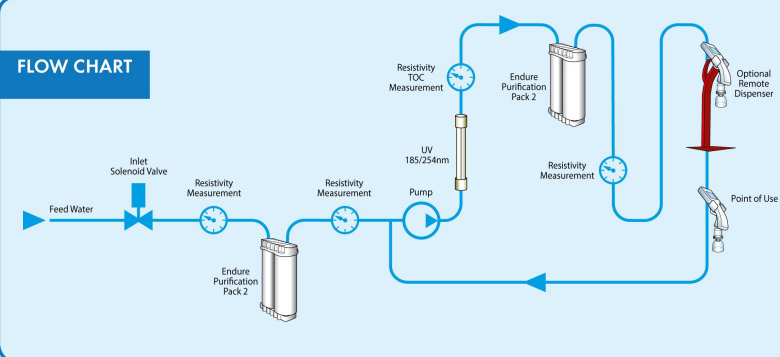 FLOW CHART
Resistivity
TOC
Measurement
Endure
Purification
Pack 2
Optional
Remote
Dispenser
UV
185/254nm
Inlet
Solenoid Valve
Resistivity
Measurement
Resistivity
Measurement
Resistivity
Measurement
Pump
Point of Use
Feed Water
Endure
Purification
Pack 2